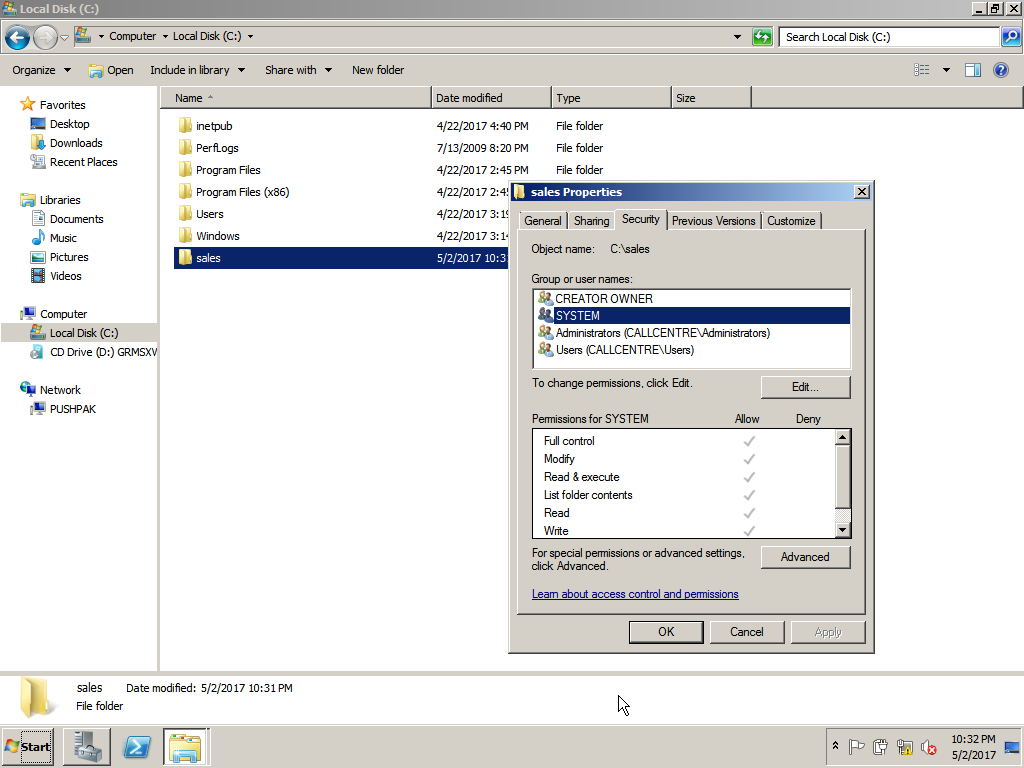 Local Disk (C:)
Computer Local Disk (C:) Search Local Disk (C:)
Organize Open Include in library Share with New folder
Favorites
Desktop
Downloads
Recent Places
Libraries
Documents
Music
Pictures
Videos
Computer
Local Disk (C:)
CD Drive (D:) GRMSXV
Network
PUSHPAK
Name Date modified Type Size
inetpub 4/22/2017 4:40 PM File folder
PerfLogs 7/13/2009 8:20 PM File folder
Program Files 4/22/2017 2:45 PM File folder
Program Files (x86) 4/22/2017 2:4
Users 4/22/2017 3:19
Windows 4/22/2017 3:14
sales 5/2/2017 10:3
sales Properties
General Sharing Security Previous Versions Customize
Object name: C:\sales
Group or user names:
CREATOR OWNER
SYSTEM
Administrators (CALLCENTRE\Administrators)
Users (CALLCENTRE\Users)
To change permissions, click Edit. Edit...
Permissions for SYSTEM Allow Deny
Full control
Modify
Read & execute
List folder contents
Read
Write
For special permissions or advanced settings,
click Advanced. Advanced
Learn about access control and permissions
OK Cancel Apply
sales Date modified: 5/2/2017 10:31 PM
File folder
Start
10:32 PM
5/2/2017